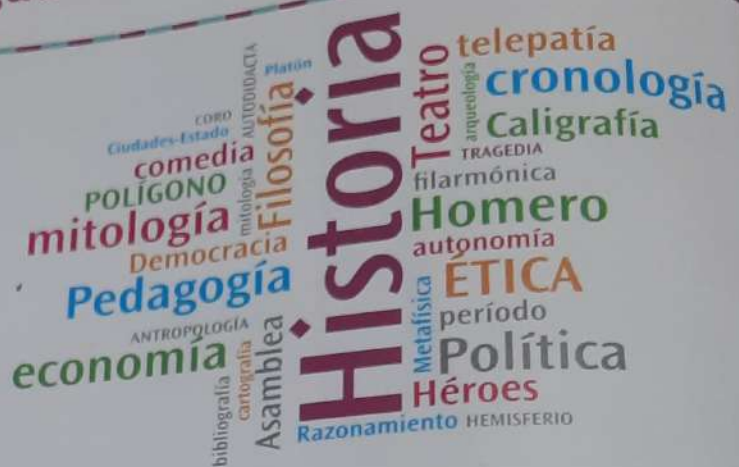 Platón
AUTODIDACTA
CORO
Ciudades-Estado
comedia
POLÍGONO
mitología
mitología
Filosofía
Democracia
Pedagogía
ANTROPOLOGÍA
economía
bibliografía
cartografía
Asamblea
Historia
Teatro
telepatía
arqueología
cronología
Caligrafía
TRAGEDIA
filarmónica
Homero
autonomía
ÉTICA
Metafísica
período
Política
Héroes
Razonamiento HEMISFERIO